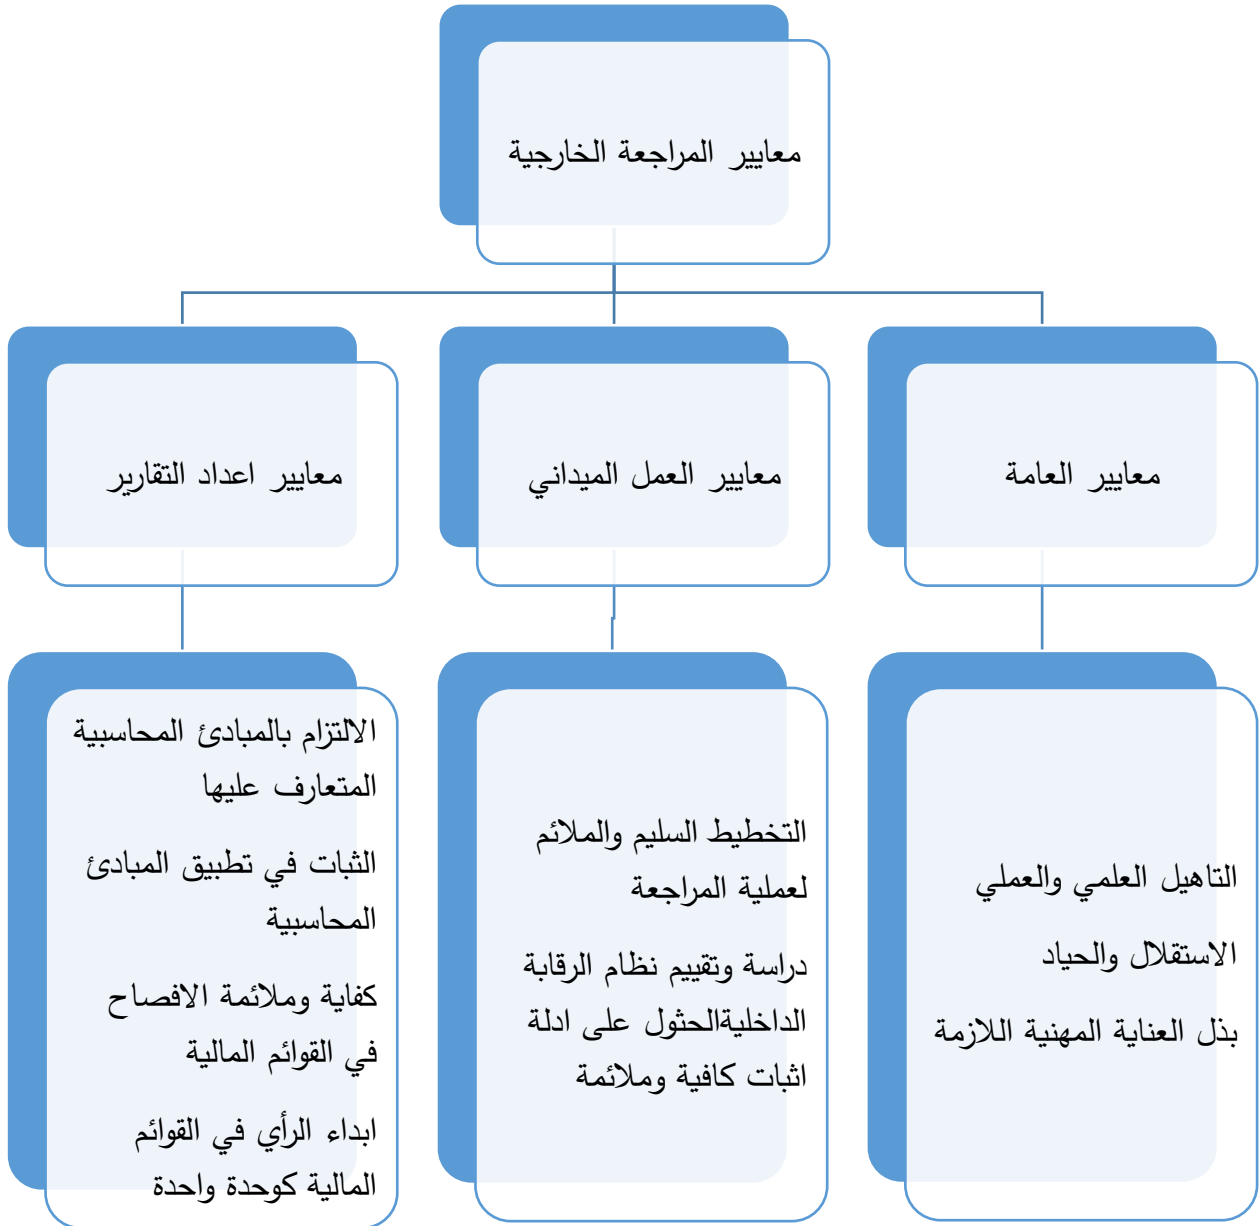 معايير المراجعة الخارجية
معايير العامة
معايير العمل الميداني
معايير اعداد التقارير
التاهيل العلمي والعملي
الاستقلال والحياد
بذل العناية المهنية اللازمة
التخطيط السليم والملائم
لعملية المراجعة
دراسة وتقييم نظام الرقابة
الداخليةالحثول على ادلة
اثبات كافية وملائمة
الالتزام بالمبادئ المحاسبية
المتعارف عليها
الثبات في تطبيق المبادئ
المحاسبية
كفاية وملائمة الافصاح
في القوائم المالية
ابداء الرأي في القوائم
المالية كوحدة واحدة